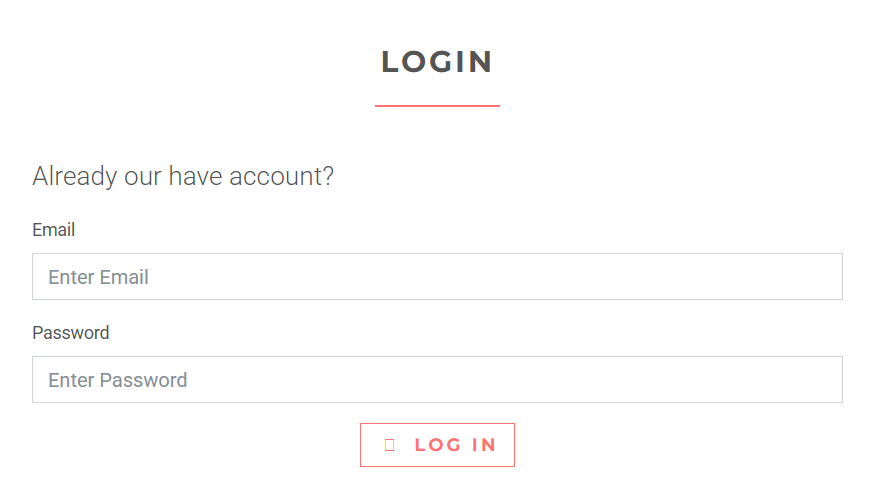 LOGIN
Already our have account?
Email
Enter Email
Password
Enter Password
LOG IN